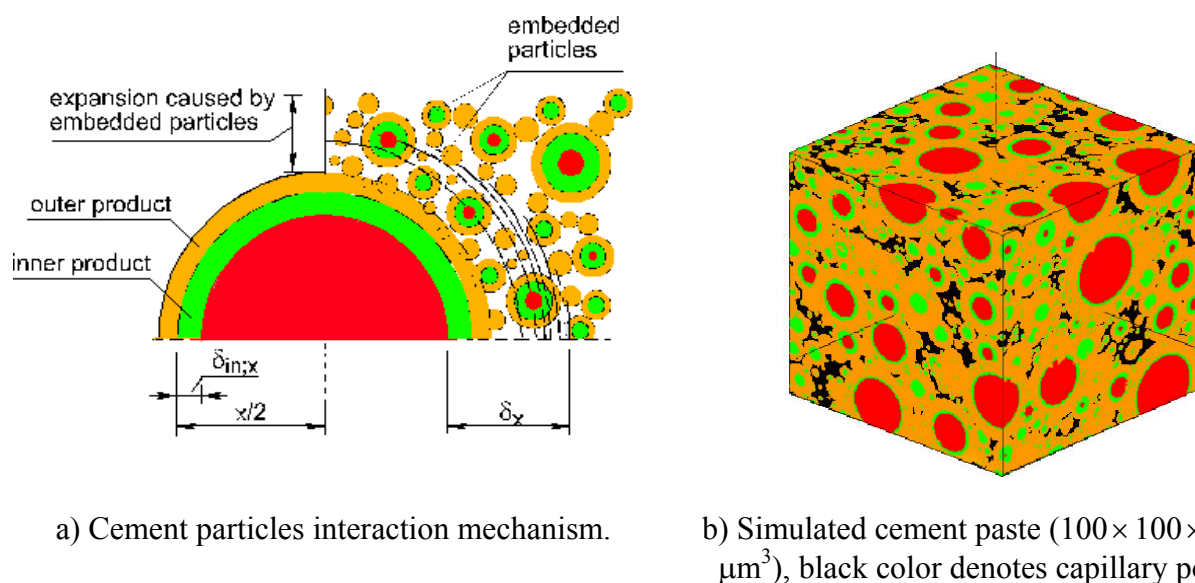 embedded
particles
expansion caused by
embedded particles
outer product
inner product
δin;x
x/2
δx
a) Cement particles interaction mechanism.
b) Simulated cement paste (100 × 100 ×
μm³), black color denotes capillary